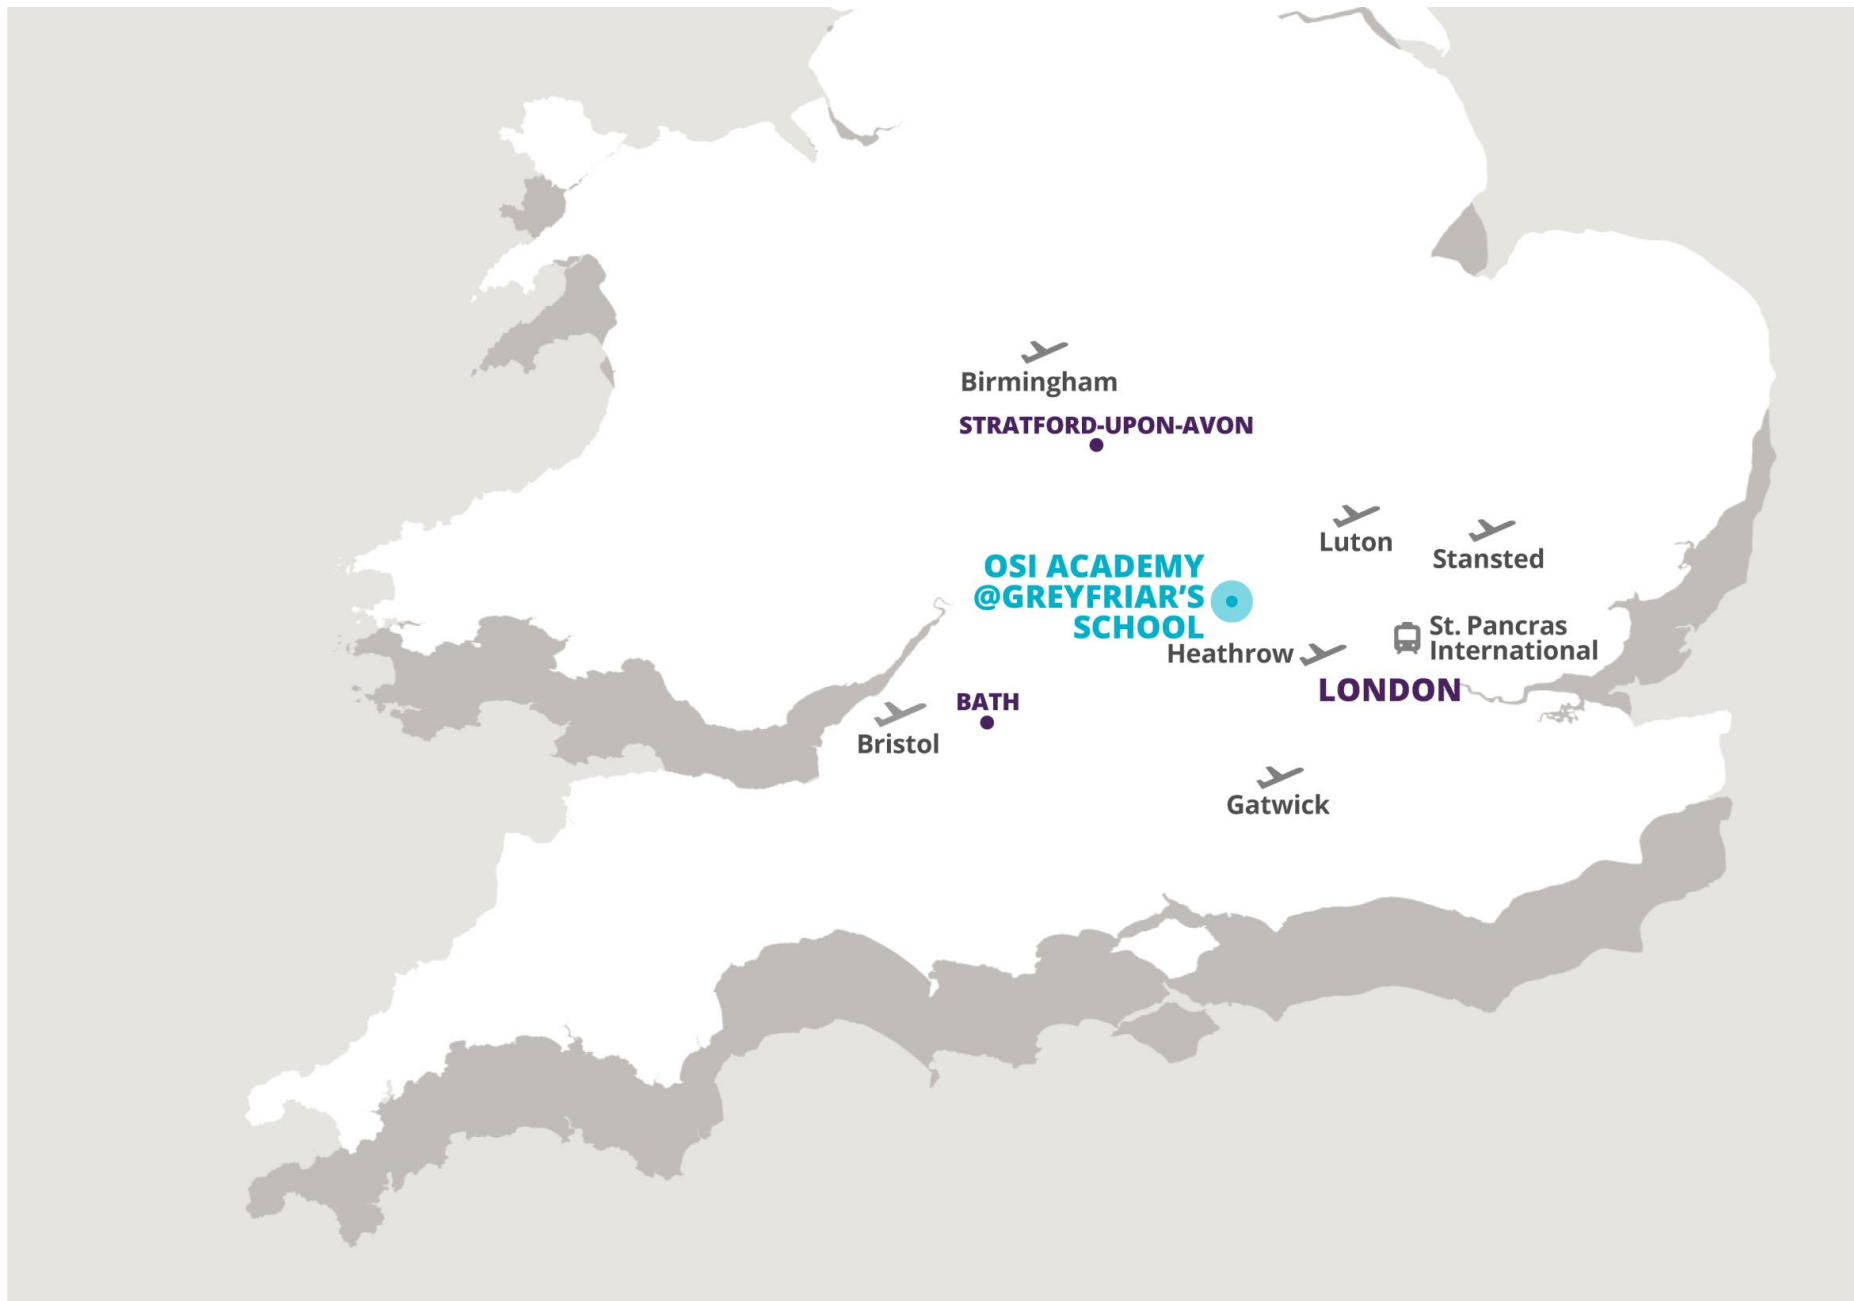 Birmingham
STRATFORD-UPON-AVON
Luton
Stansted
OSI ACADEMY
@GREYFRIAR’S
SCHOOL
St. Pancras
International
Heathrow
LONDON
BATH
Bristol
Gatwick